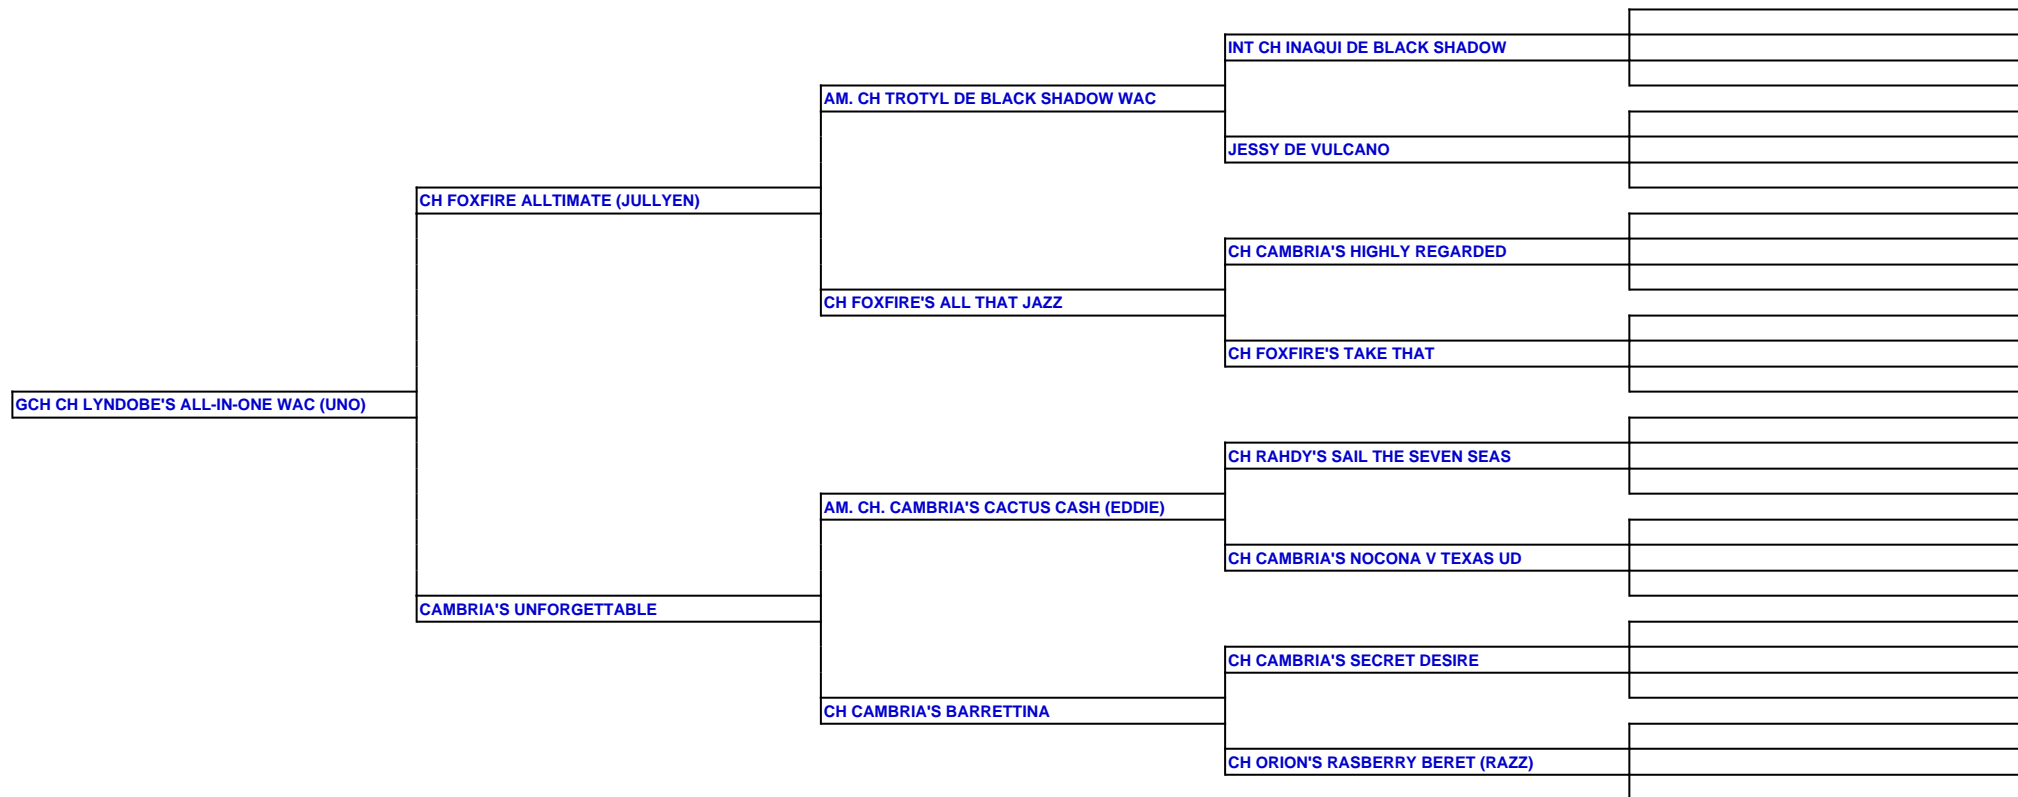 INT CH INAQUI DE BLACK SHADOW
AM. CH TROTYL DE BLACK SHADOW WAC
JESSY DE VULCANO
CH FOXFIRE ALLTIMATE (JULLYEN)
CH CAMBRIA'S HIGHLY REGARDED
CH FOXFIRE'S ALL THAT JAZZ
CH FOXFIRE'S TAKE THAT
GCH CH LYNDOBE'S ALL-IN-ONE WAC (UNO)
CH RAHDY'S SAIL THE SEVEN SEAS
AM. CH. CAMBRIA'S CACTUS CASH (EDDIE)
CH CAMBRIA'S NOCONA V TEXAS UD
CAMBRIA'S UNFORGETTABLE
CH CAMBRIA'S SECRET DESIRE
CH CAMBRIA'S BARRETTINA
CH ORION'S RASBERRY BERET (RAZZ)